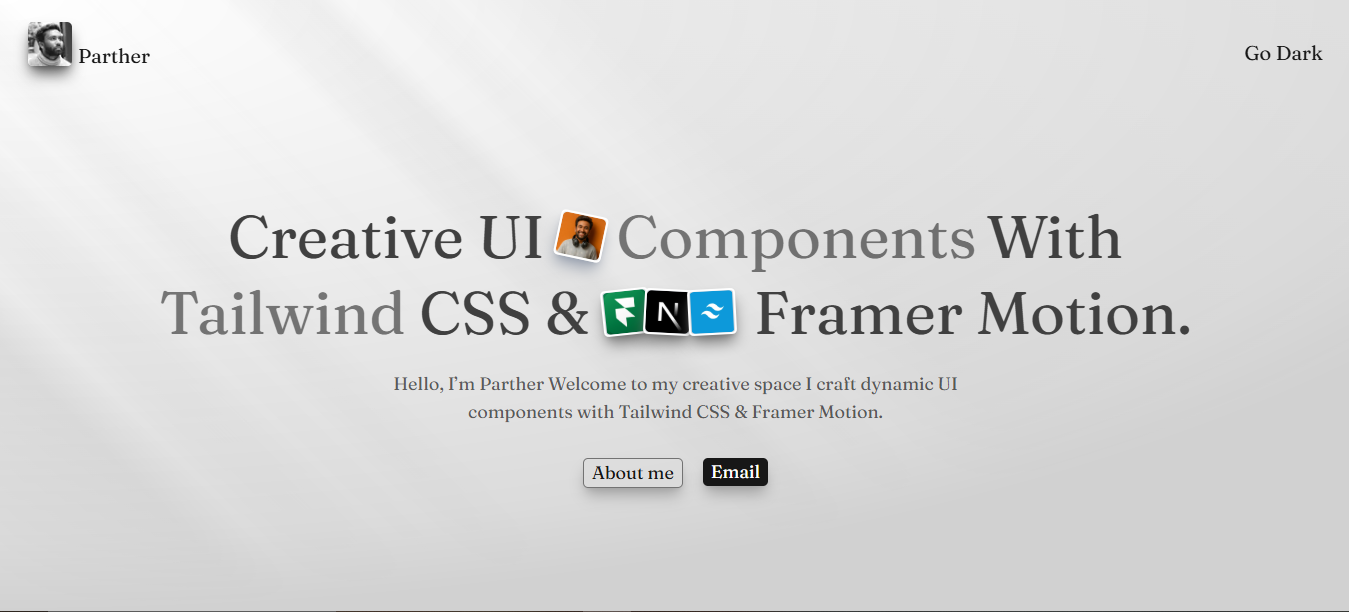 Parther
Go Dark
Creative UI Components With
Tailwind CSS & N Framer Motion.
Hello, I'm Parther Welcome to my creative space I craft dynamic UI
components with Tailwind CSS & Framer Motion.
About me
Email